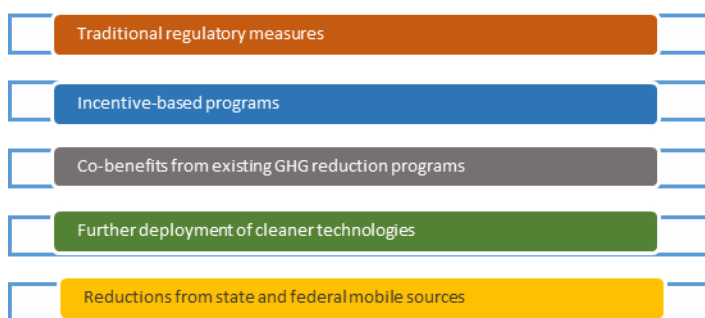 Traditional regulatory measures
Incentive-based programs
Co-benefits from existing GHG reduction programs
Further deployment of cleaner technologies
Reductions from state and federal mobile sources